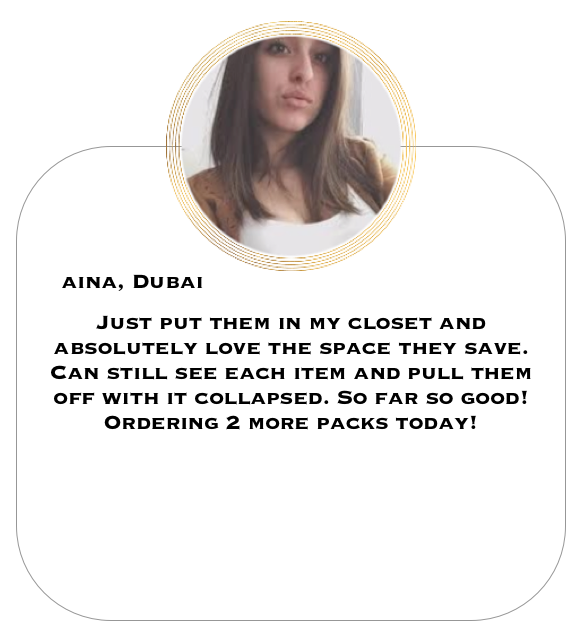 aina, Dubai
Just put them in my closet and
absolutely love the space they save.
Can still see each item and pull them
off with it collapsed. So far so good!
Ordering 2 more packs today!